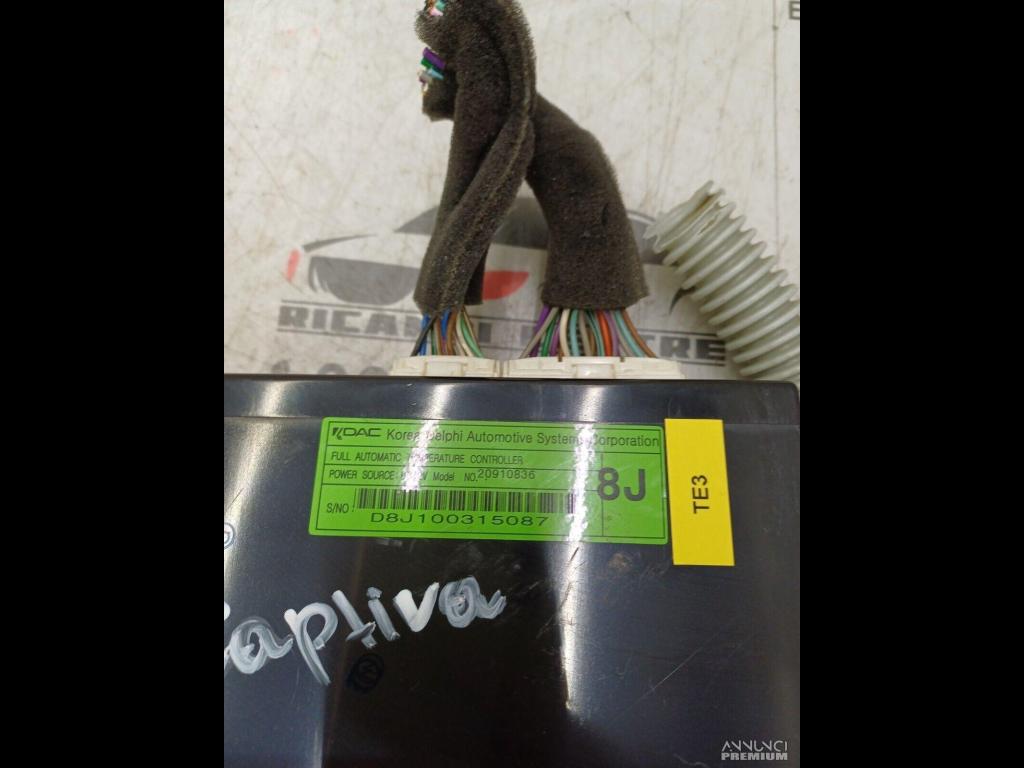 KDAC Korea Delphi Automotive Systems Corporation
FULL AUTOMATIC TEMPERATURE CONTROLLER
POWER SOURCE: 12V Model NO. 20910836
8J
S/NO:
D8J100315087
TE3
Captiva
ANNUNCI
PREMIUM